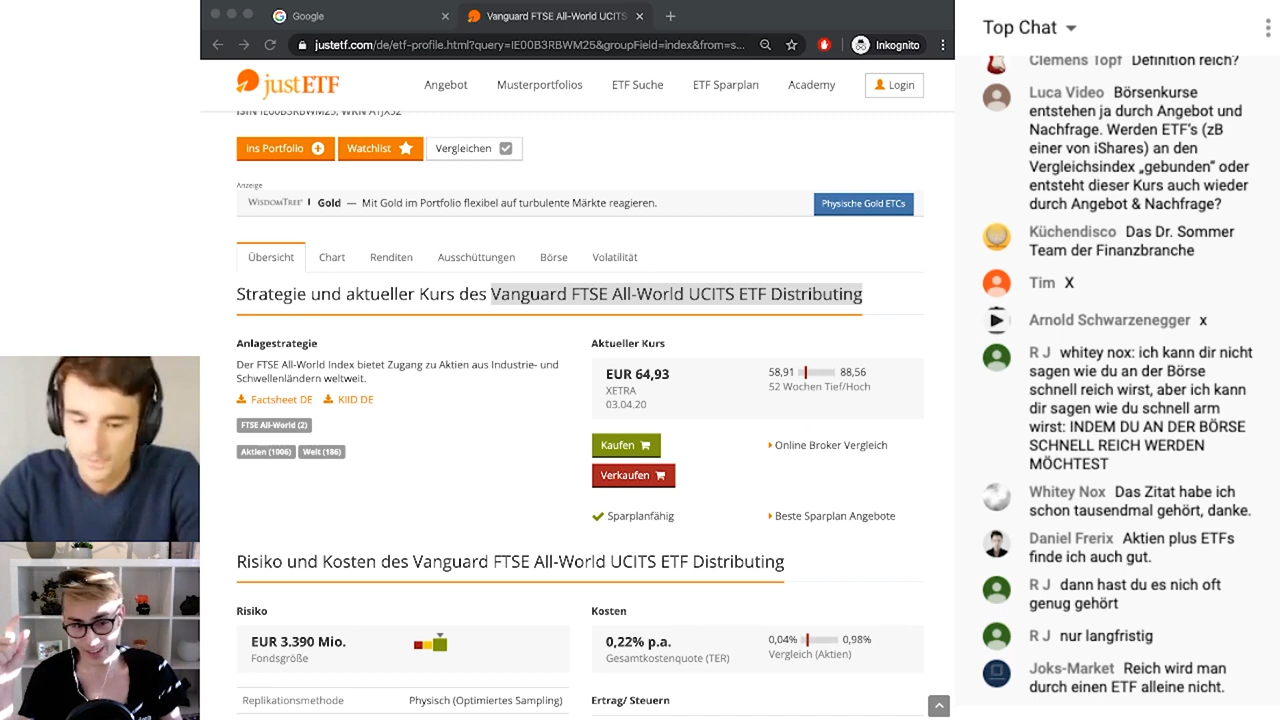 Google
Vanguard FTSE All-World UCITS
justetf.com/de/etf-profile.html?query=IE00B3RBWM25&groupField=index&from=s...
Inkognito
justETF
Angebot
Musterportfolios
ETF Suche
ETF Sparplan
Academy
Login
ISIN IE00B3RBWM25, WKN A1JX52
Ins Portfolio
Watchlist
Vergleichen
Anzeige
WISDOMTREE
Gold — Mit Gold im Portfolio flexibel auf turbulente Märkte reagieren.
Physische Gold ETCs
Übersicht
Chart
Renditen
Ausschüttungen
Börse
Volatilität
Strategie und aktueller Kurs des Vanguard FTSE All-World UCITS ETF Distributing
Anlagestrategie
Der FTSE All-World Index bietet Zugang zu Aktien aus Industrie- und
Schwellenländern weltweit.
Factsheet DE
KIID DE
FTSE All-World (2)
Aktien (1006)
Welt (186)
Aktueller Kurs
EUR 64,93
XETRA
03.04.20
58,91
88,56
52 Wochen Tief/Hoch
Kaufen
Verkaufen
Online Broker Vergleich
Sparplanfähig
Beste Sparplan Angebote
Risiko und Kosten des Vanguard FTSE All-World UCITS ETF Distributing
Risiko
EUR 3.390 Mio.
Fondsgröße
Replikationsmethode
Physisch (Optimiertes Sampling)
Kosten
0,22% p.a.
Gesamtkostenquote (TER)
0,04%
0,98%
Vergleich (Aktien)
Ertrag/ Steuern
Top Chat
Clemens Topf Definition reich?
Luca Video Börsenkurse
entstehen ja durch Angebot und
Nachfrage. Werden ETF's (zB
einer von iShares) an den
Vergleichsindex „gebunden“ oder
entsteht dieser Kurs auch wieder
durch Angebot & Nachfrage?
Küchendisco Das Dr. Sommer
Team der Finanzbranche
Tim X
Arnold Schwarzenegger x
R J whitey nox: ich kann dir nicht
sagen wie du an der Börse
schnell reich wirst, aber ich kann
dir sagen wie du schnell arm
wirst: INDEM DU AN DER BÖRSE
SCHNELL REICH WERDEN
MÖCHTEST
Whitey Nox Das Zitat habe ich
schon tausendmal gehört, danke.
Daniel Frerix Aktien plus ETFs
finde ich auch gut.
R J dann hast du es nich oft
genug gehört
R J nur langfristig
Joks-Market Reich wird man
durch einen ETF alleine nicht.